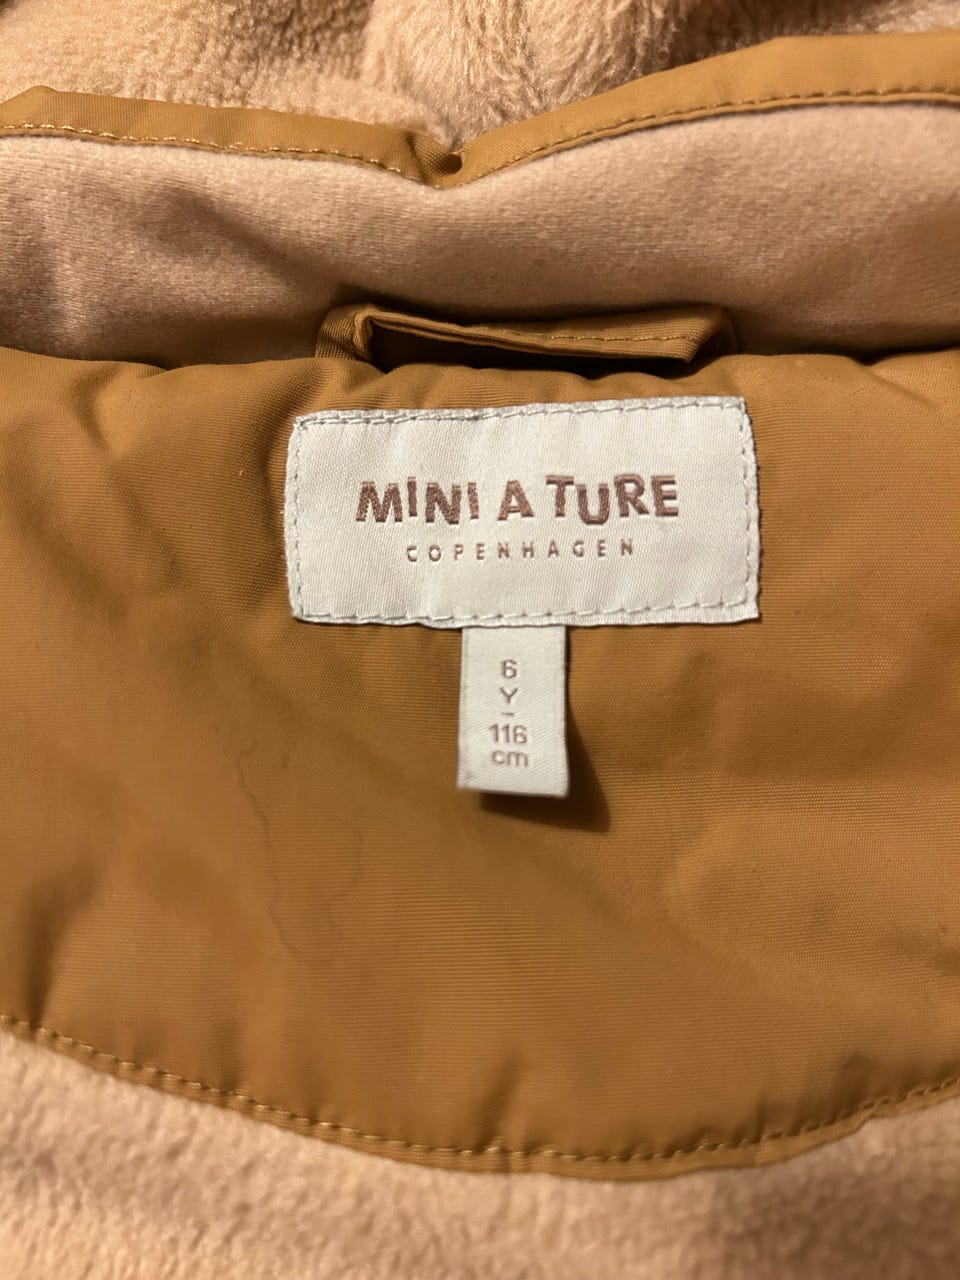 MINI A TURE
COPENHAGEN
6
Y
-
116
cm